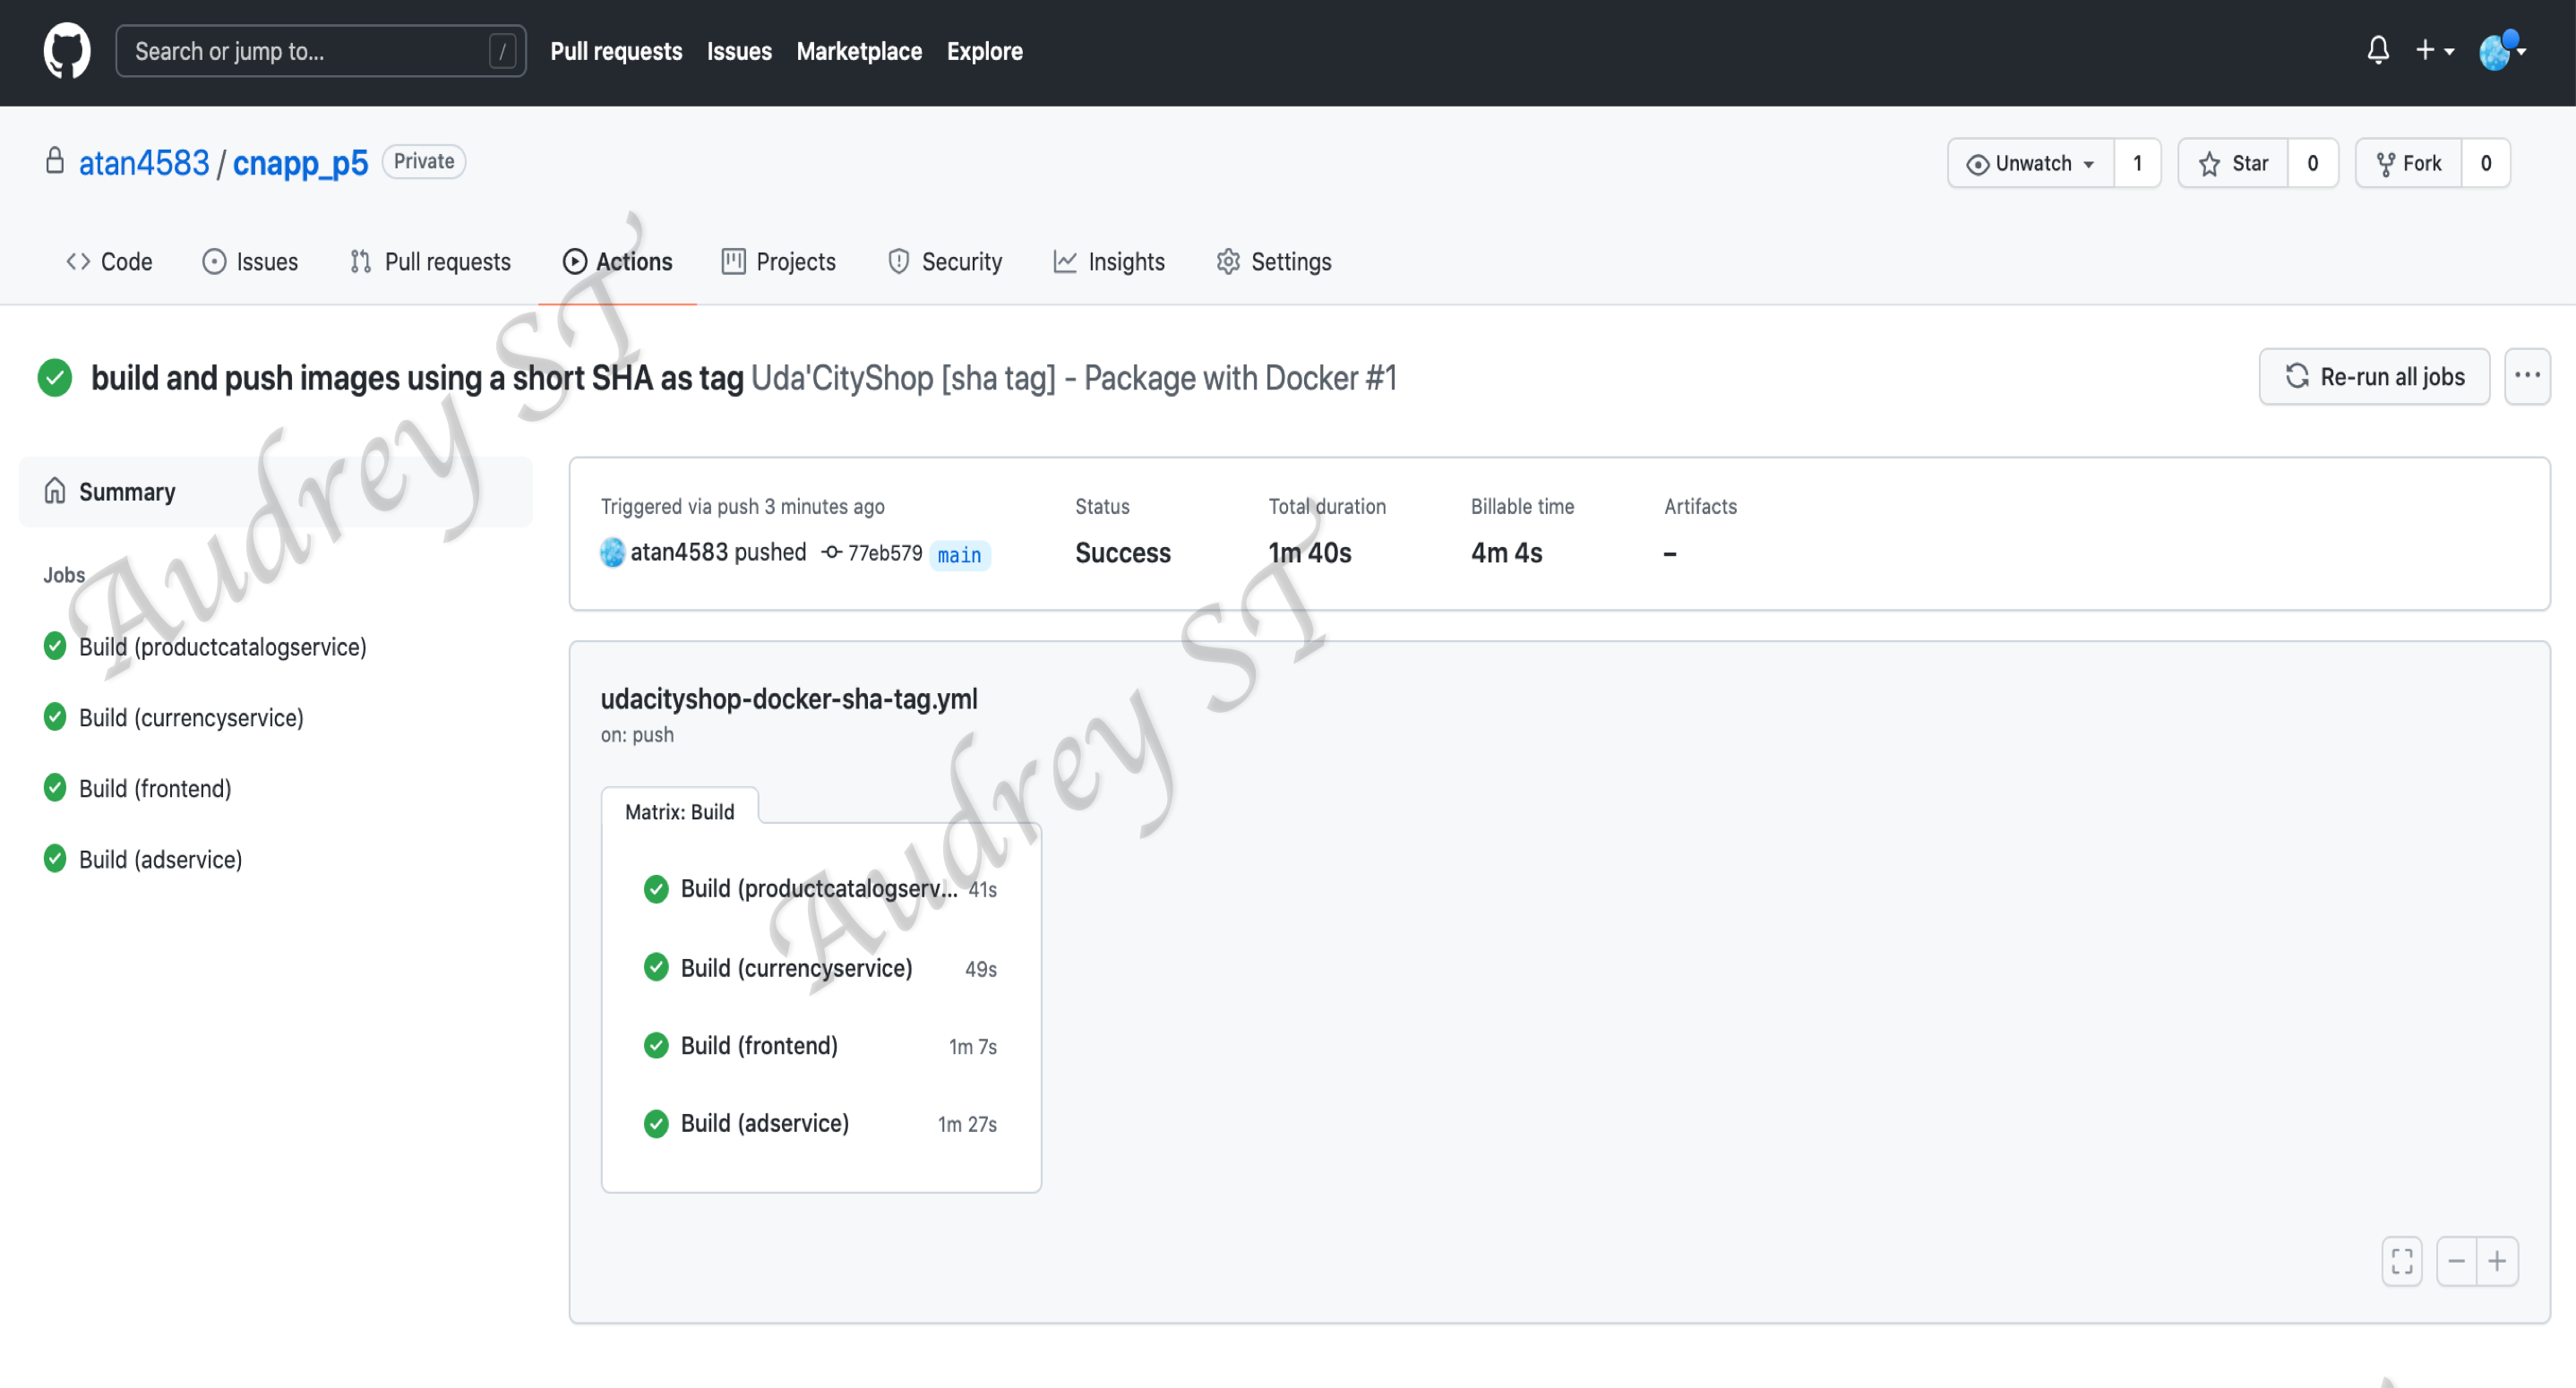 Search or jump to... /
Pull requests Issues Marketplace Explore
atan4583 / cnapp_p5 Private
Unwatch 1 Star 0 Fork 0
Code Issues Pull requests Actions Projects Security Insights Settings
build and push images using a short SHA as tag Uda'CityShop [sha tag] - Package with Docker #1
Re-run all jobs
Summary
Jobs
Build (productcatalogservice)
Build (currencyservice)
Build (frontend)
Build (adservice)
Triggered via push 3 minutes ago
atan4583 pushed 77eb579 main
Status
Success
Total duration
1m 40s
Billable time
4m 4s
Artifacts
–
udacityshop-docker-sha-tag.yml
on: push
Matrix: Build
Build (productcatalogserv... 41s
Build (currencyservice) 49s
Build (frontend) 1m 7s
Build (adservice) 1m 27s
Audrey ST
Audrey ST